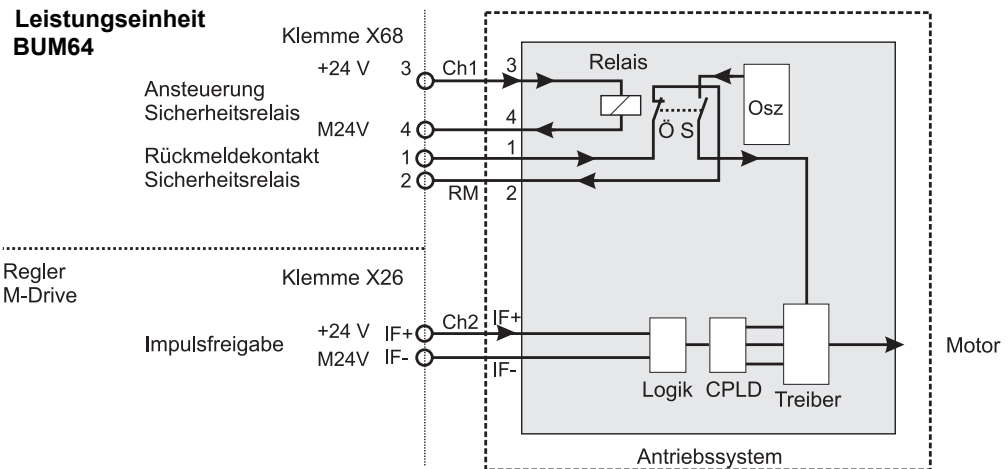 Leistungseinheit
BUM64
Klemme X68
+24 V 3 Ch1 3
Relais
Ansteuerung
Sicherheitsrelais
Osz
M24V 4 4
Ö S
Rückmeldekontakt
Sicherheitsrelais
1 1
2 RM 2
Regler
M-Drive
Klemme X26
Impulsfreigabe
+24 V IF+ Ch2 IF+
M24V IF- IF-
Motor
Logik CPLD Treiber
Antriebssystem